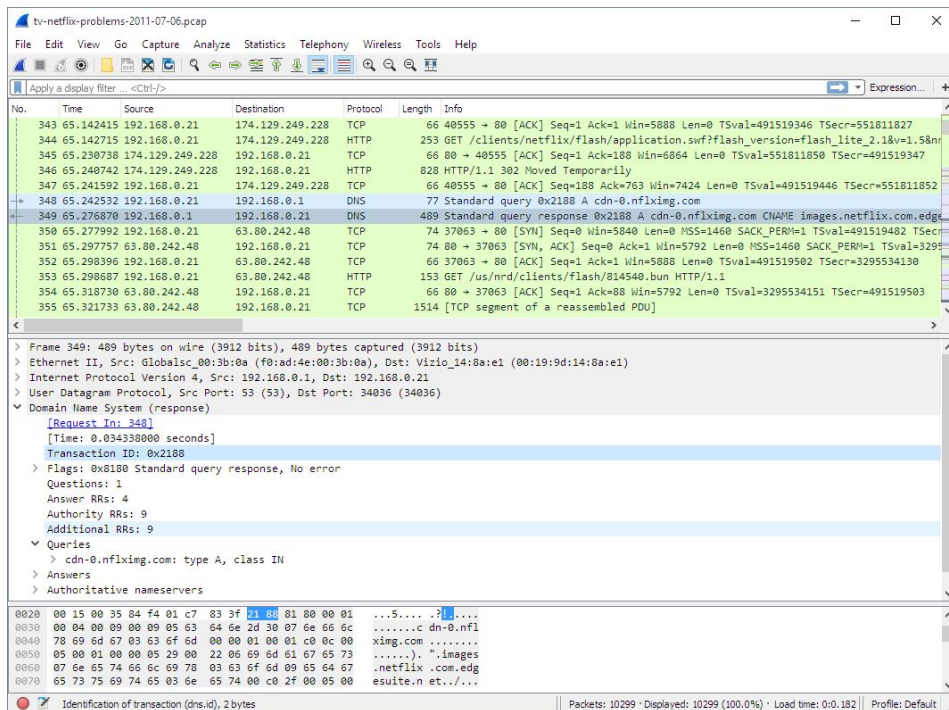 tv-netflix-problems-2011-07-06.pcap
File Edit View Go Capture Analyze Statistics Telephony Wireless Tools Help
Apply a display filter ... <Ctrl-/> Expression... +
No. Time Source Destination Protocol Length Info
343 65.142415 192.168.0.21 174.129.249.228 TCP 66 40555 → 80 [ACK] Seq=1 Ack=1 Win=5888 Len=0 TSval=491519346 TSecr=551811827
344 65.142715 192.168.0.21 174.129.249.228 HTTP 253 GET /clients/netflix/flash/application.swf?flash_version=flash_lite_2.1&v=1.5&nr
345 65.230738 174.129.249.228 192.168.0.21 TCP 66 80 → 40555 [ACK] Seq=1 Ack=188 Win=6864 Len=0 TSval=551811850 TSecr=491519347
346 65.240742 174.129.249.228 192.168.0.21 HTTP 828 HTTP/1.1 302 Moved Temporarily
347 65.241592 192.168.0.21 174.129.249.228 TCP 66 40555 → 80 [ACK] Seq=188 Ack=763 Win=7424 Len=0 TSval=491519446 TSecr=551811852
348 65.242532 192.168.0.21 192.168.0.1 DNS 77 Standard query 0x2188 A cdn-0.nflximg.com
349 65.276870 192.168.0.1 192.168.0.21 DNS 489 Standard query response 0x2188 A cdn-0.nflximg.com CNAME images.netflix.com.edge
350 65.277992 192.168.0.21 63.80.242.48 TCP 74 37063 → 80 [SYN] Seq=0 Win=5840 Len=0 MSS=1460 SACK_PERM=1 TSval=491519482 TSecr
351 65.297757 63.80.242.48 192.168.0.21 TCP 74 80 → 37063 [SYN, ACK] Seq=0 Ack=1 Win=5792 Len=0 MSS=1460 SACK_PERM=1 TSval=3295
352 65.298396 192.168.0.21 63.80.242.48 TCP 66 37063 → 80 [ACK] Seq=1 Ack=1 Win=5888 Len=0 TSval=491519502 TSecr=3295534130
353 65.298687 192.168.0.21 63.80.242.48 HTTP 153 GET /us/nrd/clients/flash/814540.bun HTTP/1.1
354 65.318730 63.80.242.48 192.168.0.21 TCP 66 80 → 37063 [ACK] Seq=1 Ack=88 Win=5792 Len=0 TSval=3295534151 TSecr=491519503
355 65.321733 63.80.242.48 192.168.0.21 TCP 1514 [TCP segment of a reassembled PDU]
Frame 349: 489 bytes on wire (3912 bits), 489 bytes captured (3912 bits)
Ethernet II, Src: Globalsc_00:3b:0a (f0:ad:4e:00:3b:0a), Dst: Vizio_14:8a:e1 (00:19:9d:14:8a:e1)
Internet Protocol Version 4, Src: 192.168.0.1, Dst: 192.168.0.21
User Datagram Protocol, Src Port: 53 (53), Dst Port: 34036 (34036)
Domain Name System (response)
[Request In: 348]
[Time: 0.034338000 seconds]
Transaction ID: 0x2188
Flags: 0x8180 Standard query response, No error
Questions: 1
Answer RRs: 4
Authority RRs: 9
Additional RRs: 9
Queries
cdn-0.nflximg.com: type A, class IN
Answers
Authoritative nameservers
0020 00 15 00 35 84 f4 01 c7 83 3f 21 88 81 80 00 01 ...5.... .?!.....
0030 00 04 00 09 00 09 05 63 64 6e 2d 30 07 6e 66 6c .......c dn-0.nfl
0040 78 69 6d 67 03 63 6f 6d 00 00 01 00 01 c0 0c 00 ximg.com ........
0050 05 00 01 00 00 05 29 00 22 06 69 6d 61 67 65 73 ......). ".images
0060 07 6e 65 74 66 6c 69 78 03 63 6f 6d 09 65 64 67 .netflix .com.edg
0070 65 73 75 69 74 65 03 6e 65 74 00 c0 2f 00 05 00 esuite.n et../...
Identification of transaction (dns.id), 2 bytes Packets: 10299 · Displayed: 10299 (100.0%) · Load time: 0:0.182 Profile: Default